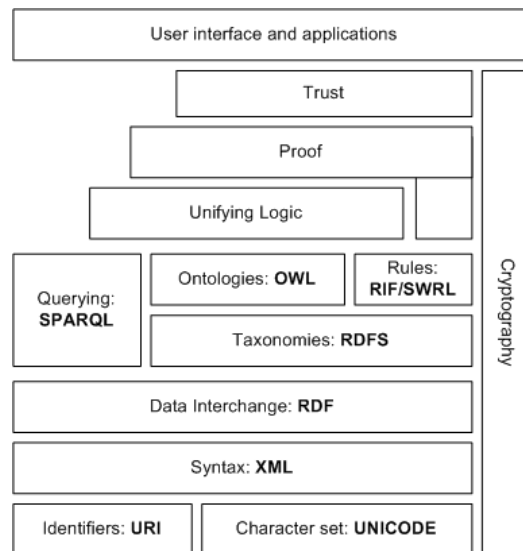 User interface and applications
Trust
Proof
Unifying Logic
Querying:
SPARQL
Ontologies: OWL
Rules:
RIF/SWRL
Taxonomies: RDFS
Cryptography
Data Interchange: RDF
Syntax: XML
Identifiers: URI
Character set: UNICODE